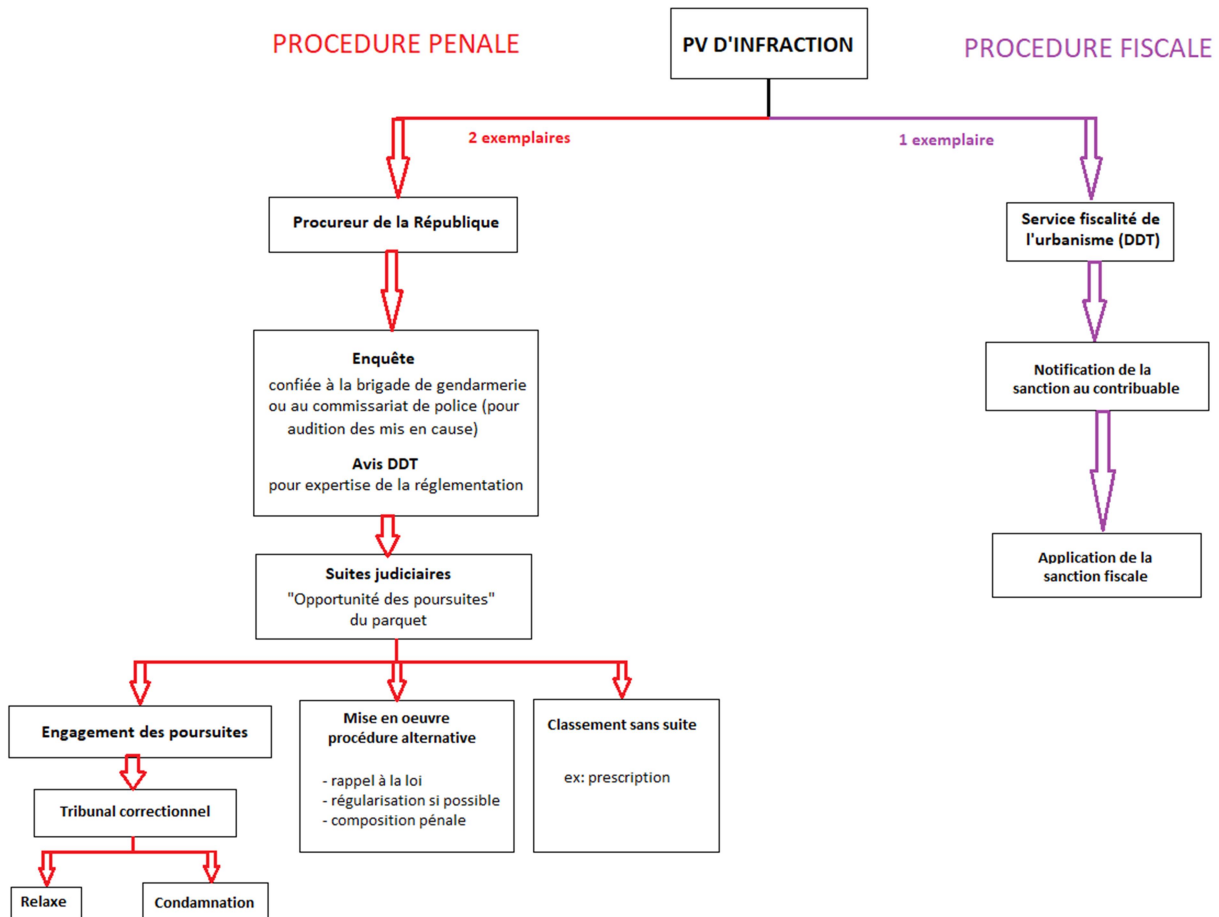 PROCEDURE PENALE
PV D'INFRACTION
PROCEDURE FISCALE
2 exemplaires
1 exemplaire
Procureur de la République
Service fiscalité de
l'urbanisme (DDT)
Enquête
confiée à la brigade de gendarmerie
ou au commissariat de police (pour
audition des mis en cause)
Avis DDT
pour expertise de la réglementation
Notification de la
sanction au contribuable
Application de la
sanction fiscale
Suites judiciaires
"Opportunité des poursuites"
du parquet
Engagement des poursuites
Mise en oeuvre
procédure alternative
- rappel à la loi
- régularisation si possible
- composition pénale
Classement sans suite
ex: prescription
Tribunal correctionnel
Relaxe
Condamnation